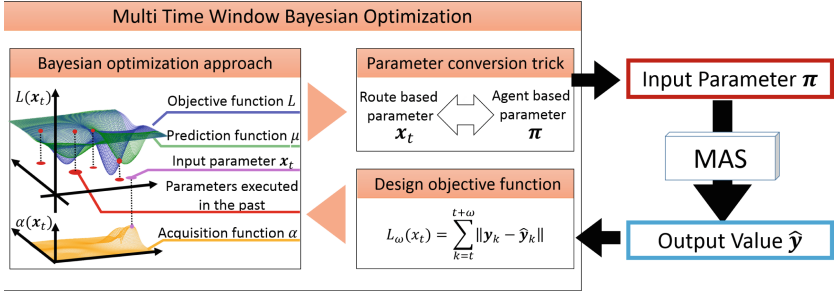 Multi Time Window Bayesian Optimization
Bayesian optimization approach
L(x_t)
Objective function L
Prediction function μ
Input parameter x_t
Parameters executed
in the past
α(x_t)
Acquisition function α
Parameter conversion trick
Route based
parameter
x_t
Agent based
parameter
π
Design objective function
L_ω(x_t) = \sum_{k=t}^{t+ω} ‖y_k − ŷ_k‖
Input Parameter π
MAS
Output Value ŷ